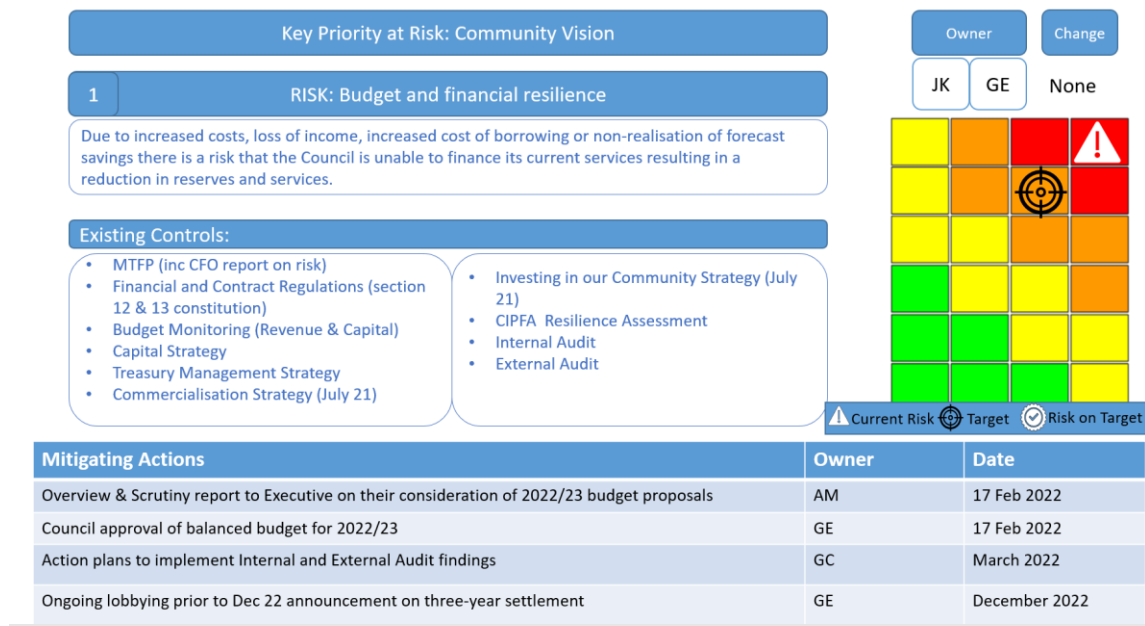 Key Priority at Risk: Community Vision
Owner
Change
1
RISK: Budget and financial resilience
JK
GE
None
Due to increased costs, loss of income, increased cost of borrowing or non-realisation of forecast
savings there is a risk that the Council is unable to finance its current services resulting in a
reduction in reserves and services.
Existing Controls:
• MTFP (inc CFO report on risk)
• Financial and Contract Regulations (section
12 & 13 constitution)
• Budget Monitoring (Revenue & Capital)
• Capital Strategy
• Treasury Management Strategy
• Commercialisation Strategy (July 21)
• Investing in our Community Strategy (July
21)
• CIPFA Resilience Assessment
• Internal Audit
• External Audit
Current Risk Target Risk on Target
Mitigating Actions Owner Date
Overview & Scrutiny report to Executive on their consideration of 2022/23 budget proposals AM 17 Feb 2022
Council approval of balanced budget for 2022/23 GE 17 Feb 2022
Action plans to implement Internal and External Audit findings GC March 2022
Ongoing lobbying prior to Dec 22 announcement on three-year settlement GE December 2022